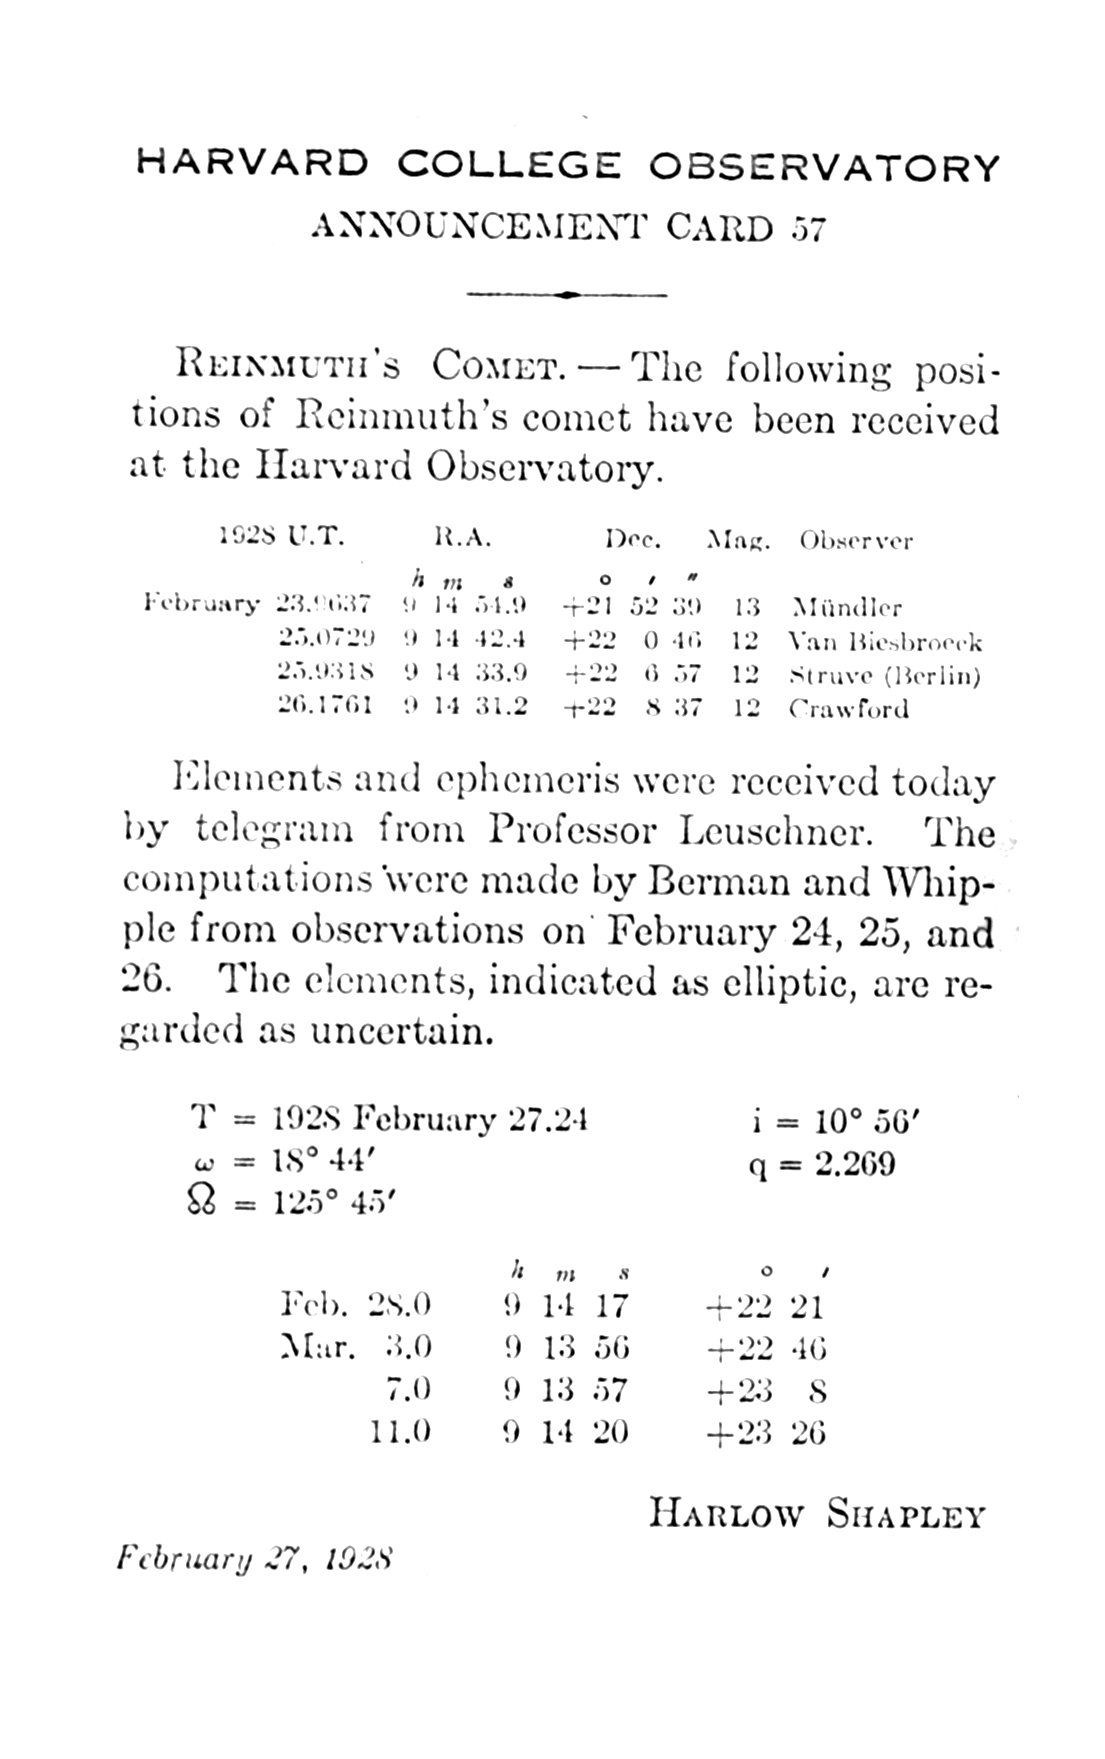 HARVARD COLLEGE OBSERVATORY
ANNOUNCEMENT CARD 57
REINMUTH'S COMET. — The following posi-
tions of Reinmuth's comet have been received
at the Harvard Observatory.
1928 U.T. R.A. Dec. Mag. Observer
h m s ° ′ ″
February 23.9637 9 14 54.9 +21 52 39 13 Mündler
25.0729 9 14 42.4 +22 0 46 12 Van Biesbroeck
25.9318 9 14 33.9 +22 6 57 12 Struve (Berlin)
26.1761 9 14 31.2 +22 8 37 12 Crawford
Elements and ephemeris were received today
by telegram from Professor Leuschner. The
computations were made by Berman and Whip-
ple from observations on February 24, 25, and
26. The elements, indicated as elliptic, are re-
garded as uncertain.
T = 1928 February 27.24 i = 10° 56′
ω = 18° 44′ q = 2.269
☊ = 125° 45′
h m s ° ′
Feb. 28.0 9 14 17 +22 21
Mar. 3.0 9 13 56 +22 46
7.0 9 13 57 +23 8
11.0 9 14 20 +23 26
HARLOW SHAPLEY
February 27, 1928